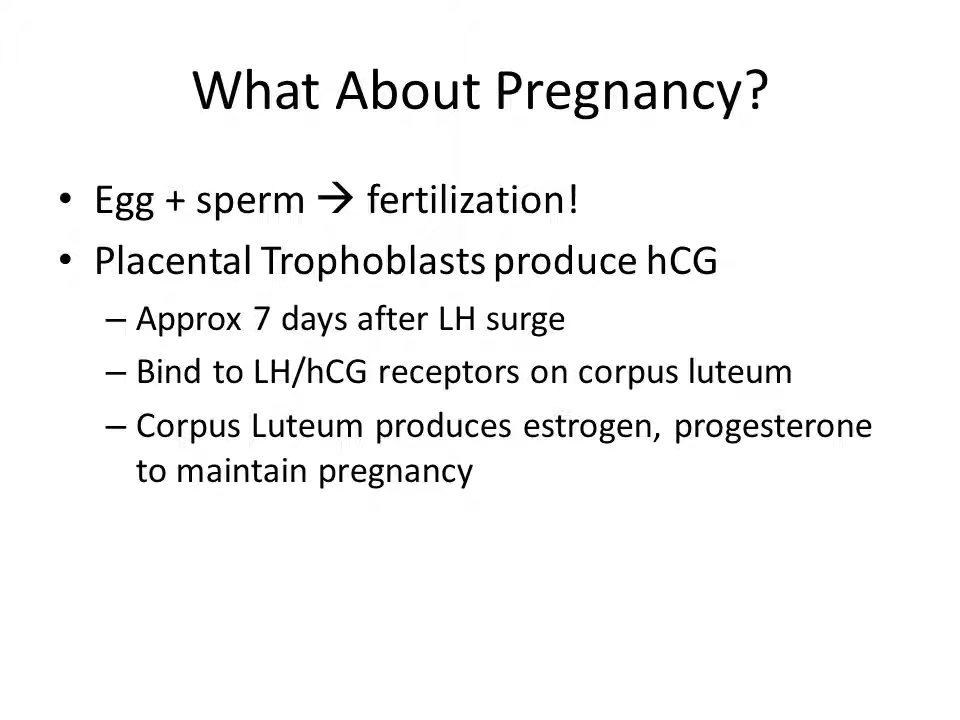 What About Pregnancy?
• Egg + sperm → fertilization!
• Placental Trophoblasts produce hCG
– Approx 7 days after LH surge
– Bind to LH/hCG receptors on corpus luteum
– Corpus Luteum produces estrogen, progesterone
to maintain pregnancy